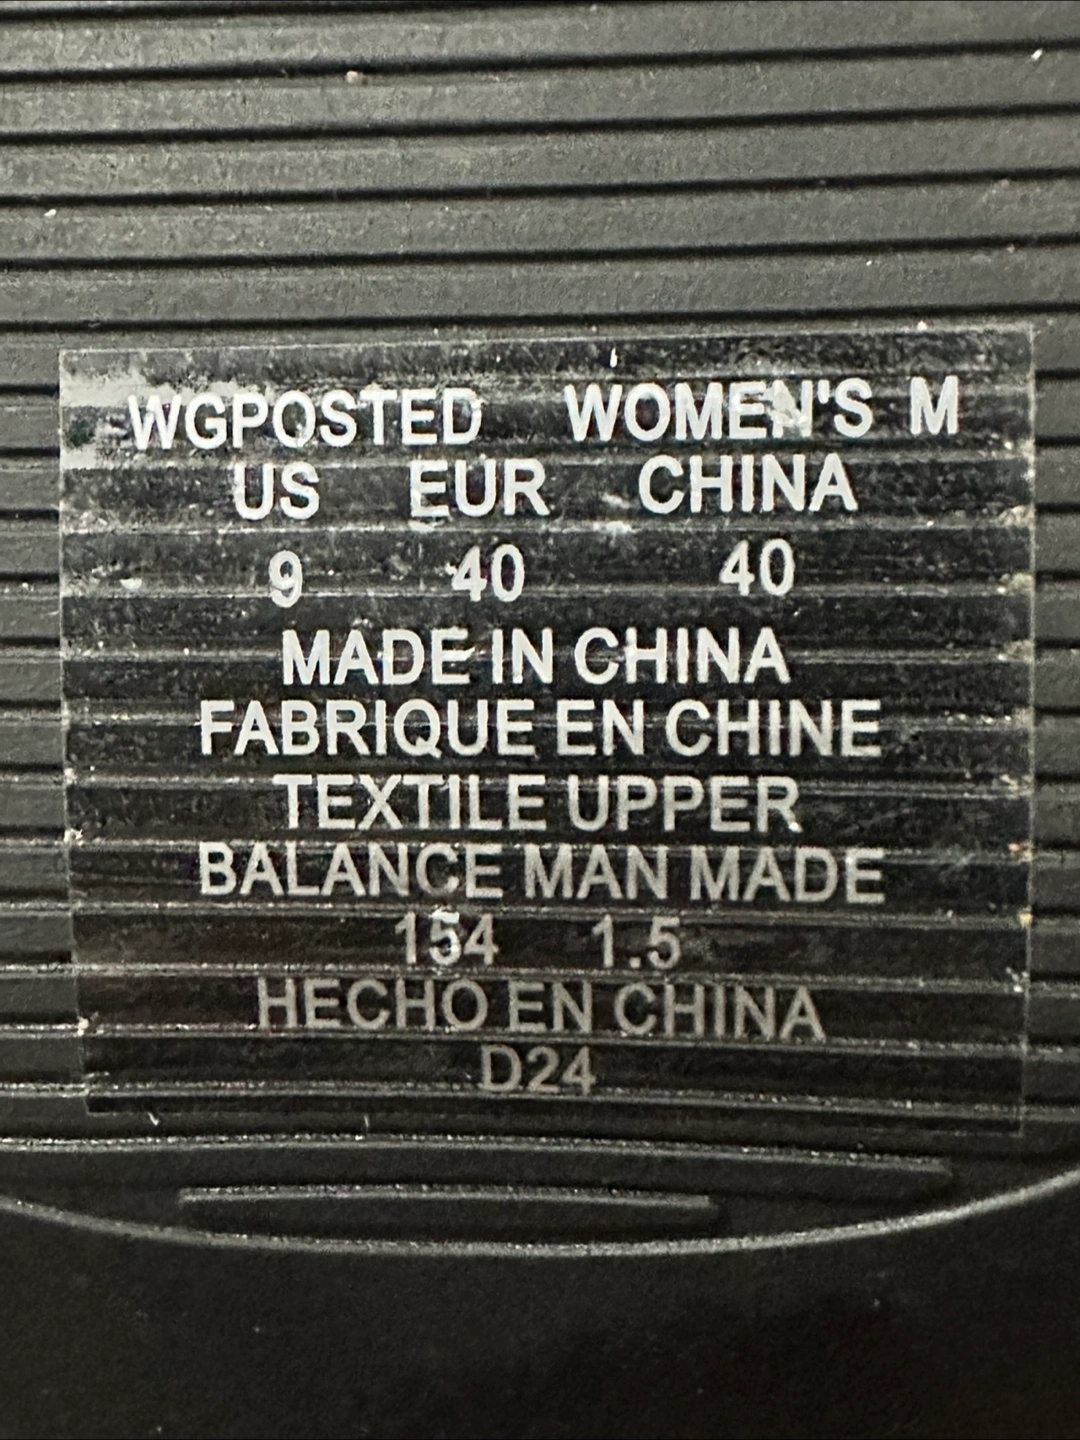 WGPOSTED WOMEN'S M
US EUR CHINA
9 40 40
MADE IN CHINA
FABRIQUE EN CHINE
TEXTILE UPPER
BALANCE MAN MADE
154 1.5
HECHO EN CHINA
D24